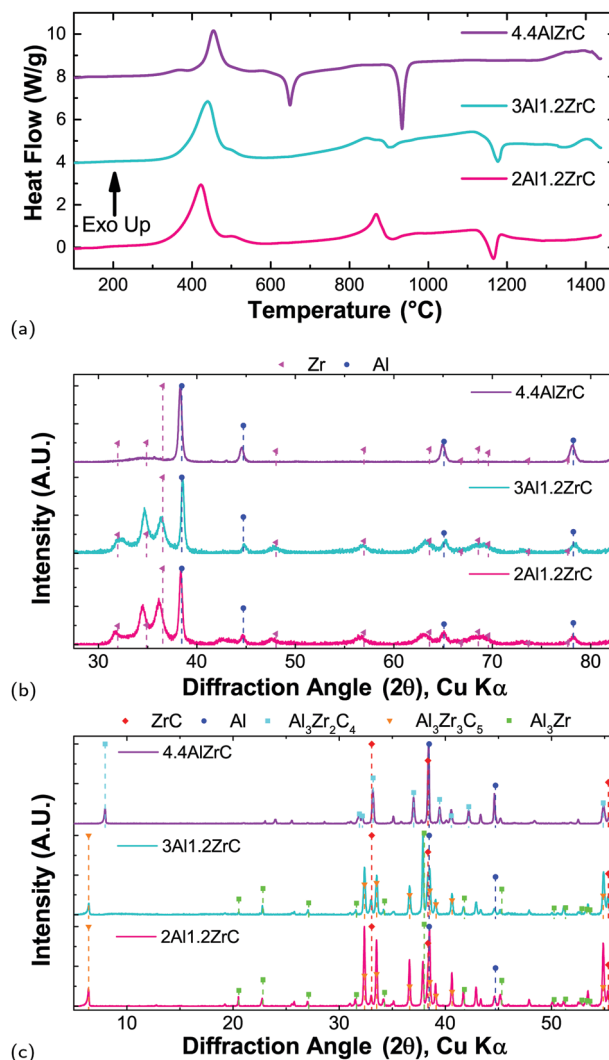 10
8
6
4
2
0
Heat Flow (W/g)
4.4AlZrC
3Al1.2ZrC
2Al1.2ZrC
Exo Up
200 400 600 800 1000 1200 1400
Temperature (°C)
(a)
Zr Al
4.4AlZrC
3Al1.2ZrC
2Al1.2ZrC
Intensity (A.U.)
30 40 50 60 70 80
Diffraction Angle (2θ), Cu Kα
(b)
ZrC Al Al₃Zr₂C₄ Al₃Zr₃C₅ Al₃Zr
4.4AlZrC
3Al1.2ZrC
2Al1.2ZrC
Intensity (A.U.)
10 20 30 40 50
Diffraction Angle (2θ), Cu Kα
(c)